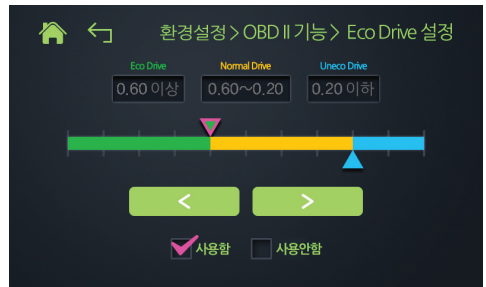 환경설정 > OBD II 기능 > Eco Drive 설정
Eco Drive Normal Drive Uneco Drive
0.60 이상 0.60~0.20 0.20 이하
< >
사용함 사용안함